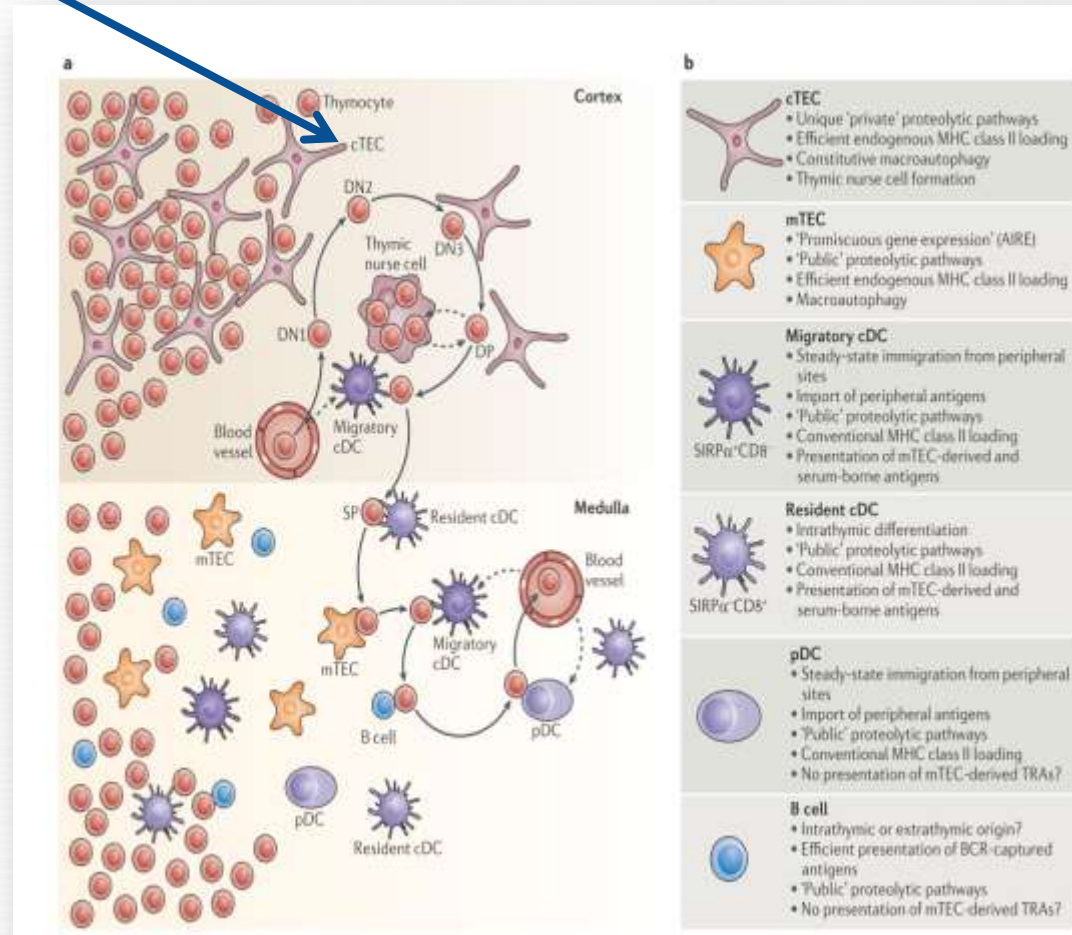 a
Cortex
Thymocyte
cTEC
DN2
Thymic
nurse cell
DN3
DN1
DP
Blood
vessel
Migratory
cDC
Medulla
SP
Resident cDC
mTEC
Blood
vessel
mTEC
Migratory
cDC
B cell
pDC
pDC
Resident cDC
b
cTEC
• Unique 'private' proteolytic pathways
• Efficient endogenous MHC class II loading
• Constitutive macroautophagy
• Thymic nurse cell formation
mTEC
• 'Promiscuous gene expression' (AIRE)
• 'Public' proteolytic pathways
• Efficient endogenous MHC class II loading
• Macroautophagy
Migratory cDC
• Steady-state immigration from peripheral
sites
• Import of peripheral antigens
• 'Public' proteolytic pathways
• Conventional MHC class II loading
• Presentation of mTEC-derived and
serum-borne antigens
SIRPα⁺CD8
Resident cDC
• Intrathymic differentiation
• 'Public' proteolytic pathways
• Conventional MHC class II loading
• Presentation of mTEC-derived and
serum-borne antigens
SIRPα⁻CD8⁺
pDC
• Steady-state immigration from peripheral
sites
• Import of peripheral antigens
• 'Public' proteolytic pathways
• Conventional MHC class II loading
• No presentation of mTEC-derived TRAs?
B cell
• Intrathymic or extrathymic origin?
• Efficient presentation of BCR-captured
antigens
• 'Public' proteolytic pathways
• No presentation of mTEC-derived TRAs?